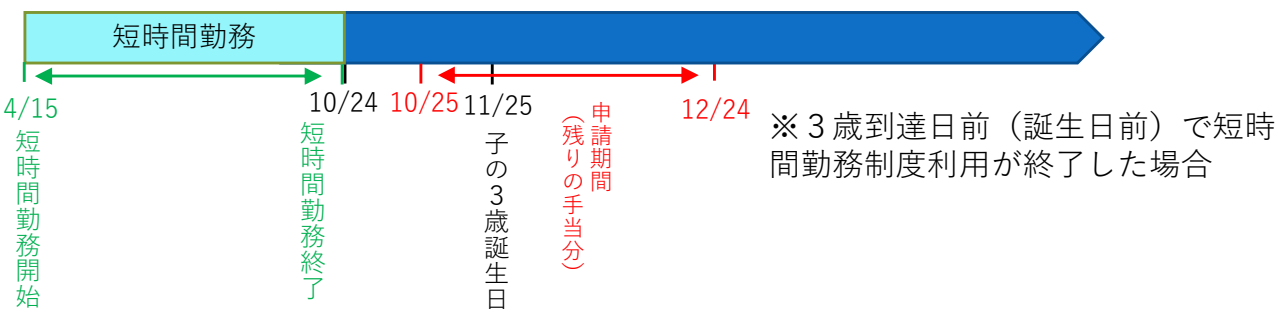 短時間勤務
4/15
10/24
10/25
11/25
12/24
短時間勤務開始
短時間勤務終了
子の３歳誕生日
申請期間
（残りの手当分）
※３歳到達日前（誕生日前）で短時
間勤務制度利用が終了した場合